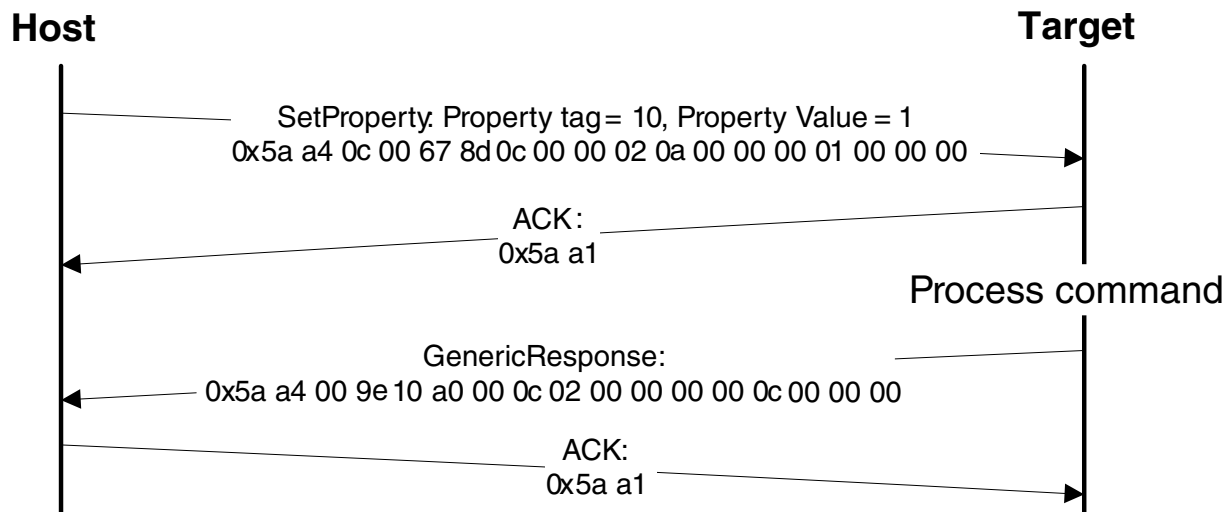 Host
Target
SetProperty: Property tag = 10, Property Value = 1
0x5a a4 0c 00 67 8d 0c 00 00 02 0a 00 00 00 01 00 00 00
ACK:
0x5a a1
Process command
GenericResponse:
0x5a a4 00 9e 10 a0 00 0c 02 00 00 00 00 0c 00 00 00
ACK:
0x5a a1